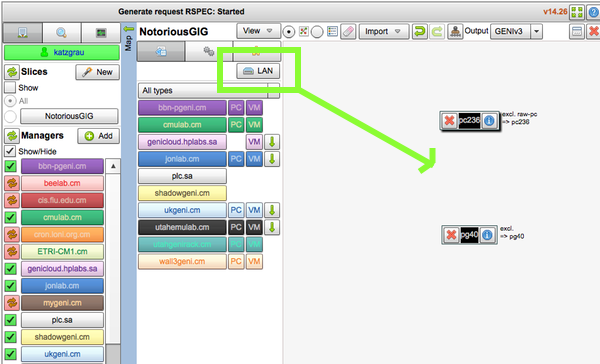 Generate request RSPEC: Started
v14.26
katzgrau
Slices
New
Show
All
NotoriousGIG
Managers
Add
Show/Hide
bbn-pgeni.cm
beelab.cm
cis.fiu.edu.cm
cmulab.cm
cron.loni.org.cm
ETRI-CM1.cm
genicloud.hplabs.sa
jonlab.cm
mygeni.cm
plc.sa
shadowgeni.cm
ukgeni.cm
Map
NotoriousGIG
View
Import
Output
GENIv3
LAN
All types
bbn-pgeni.cm PC VM
cmulab.cm PC VM
genicloud.hplabs.sa VM
jonlab.cm PC VM
plc.sa
shadowgeni.cm
ukgeni.cm PC VM
utahemulab.cm PC VM
utahgenirack.cm PC VM
wall3geni.cm PC VM
pc236
excl. raw-pc
=> pc236
pg40
excl.
=> pg40